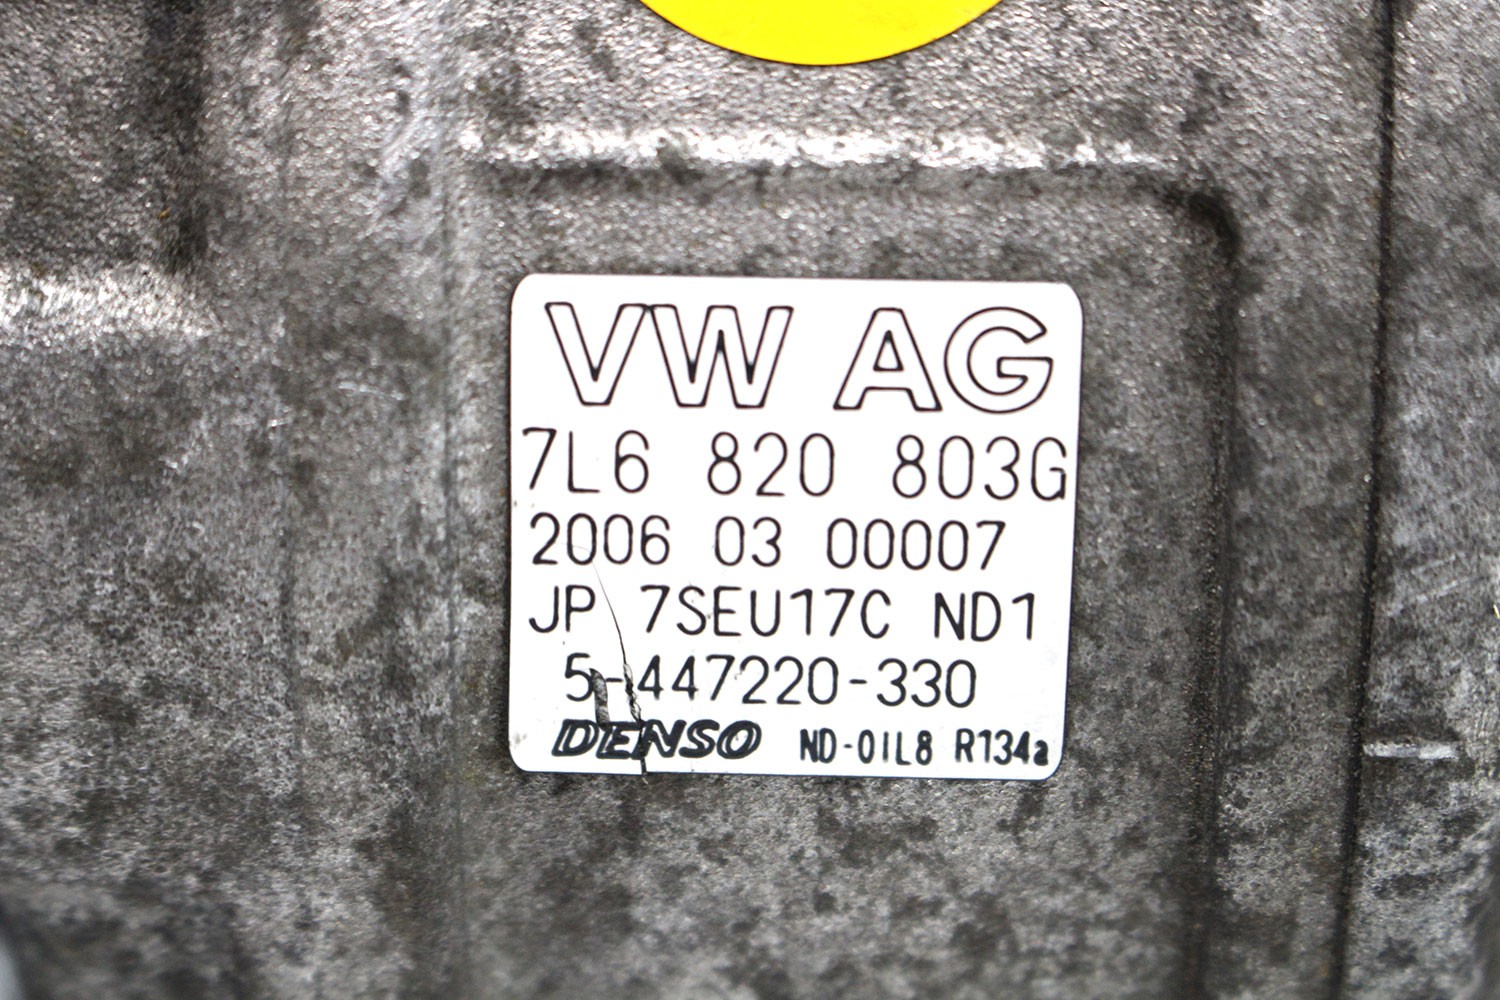 VW AG
7L6 820 803G
2006 03 00007
JP 7SEU17C ND1
5-447220-330
DENSO ND-OIL8 R134a